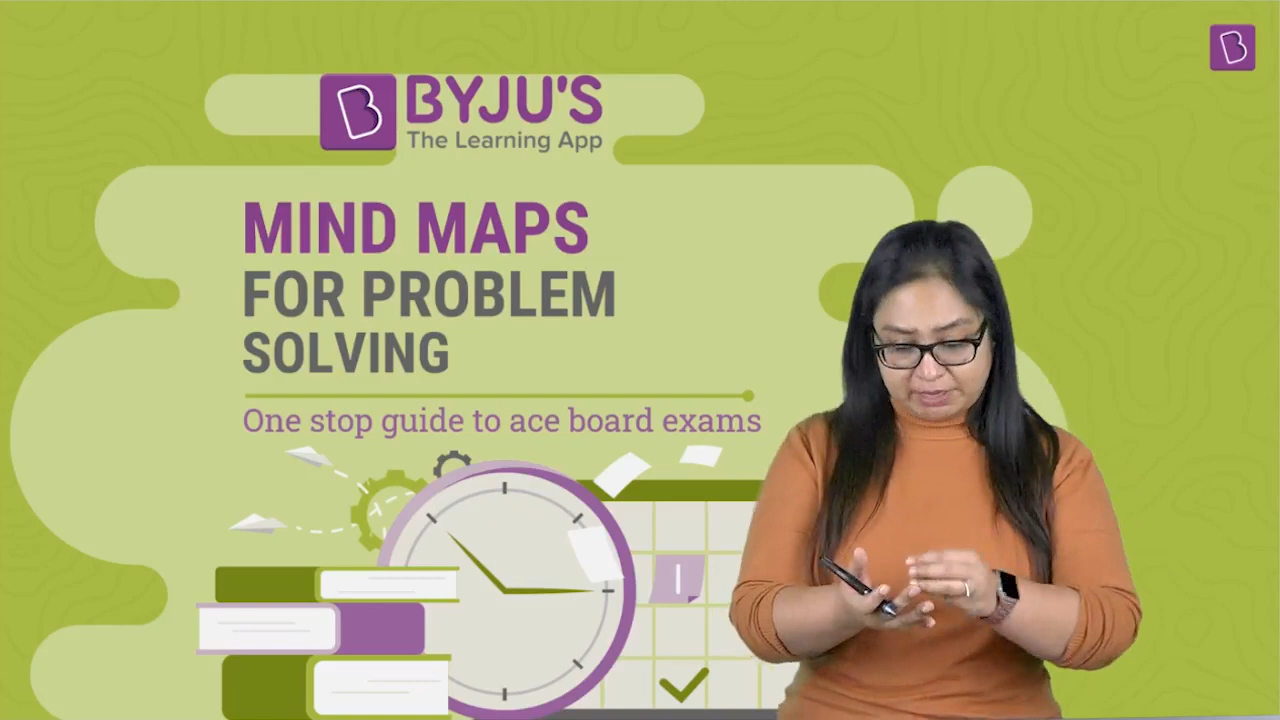 BYJU'S
The Learning App
MIND MAPS
FOR PROBLEM
SOLVING
One stop guide to ace board exams